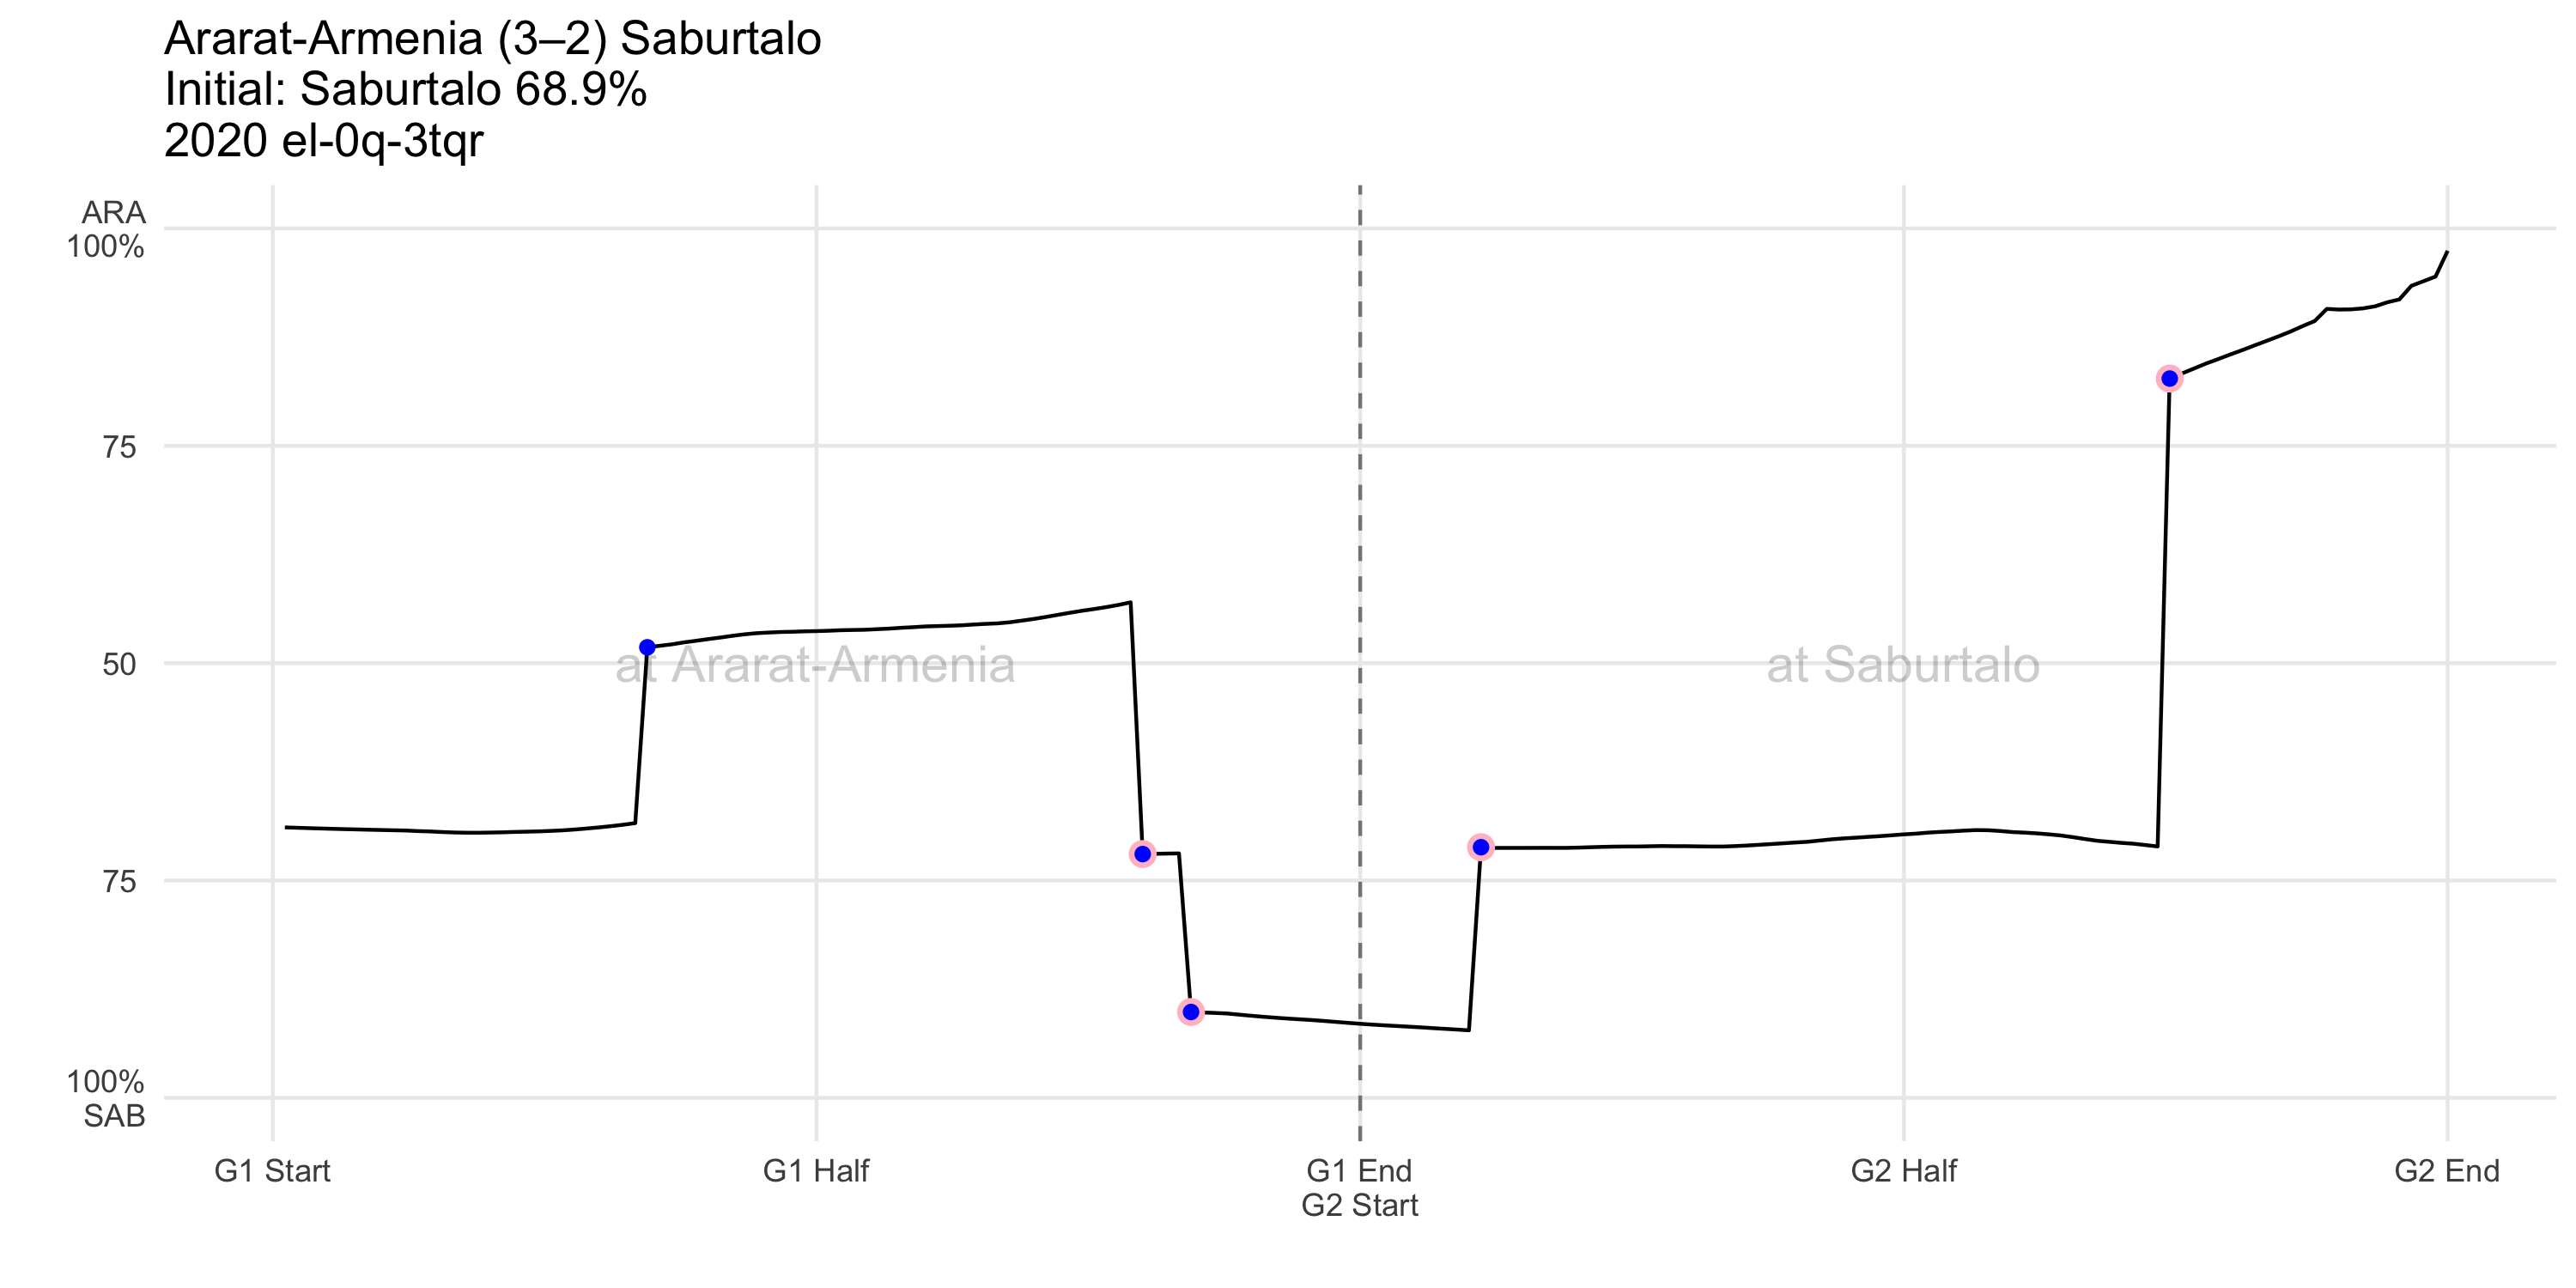 Ararat-Armenia (3–2) Saburtalo
Initial: Saburtalo 68.9%
2020 el-0q-3tqr
ARA
100%
75
50
75
100%
SAB
at Ararat-Armenia
at Saburtalo
G1 Start
G1 Half
G1 End
G2 Start
G2 Half
G2 End